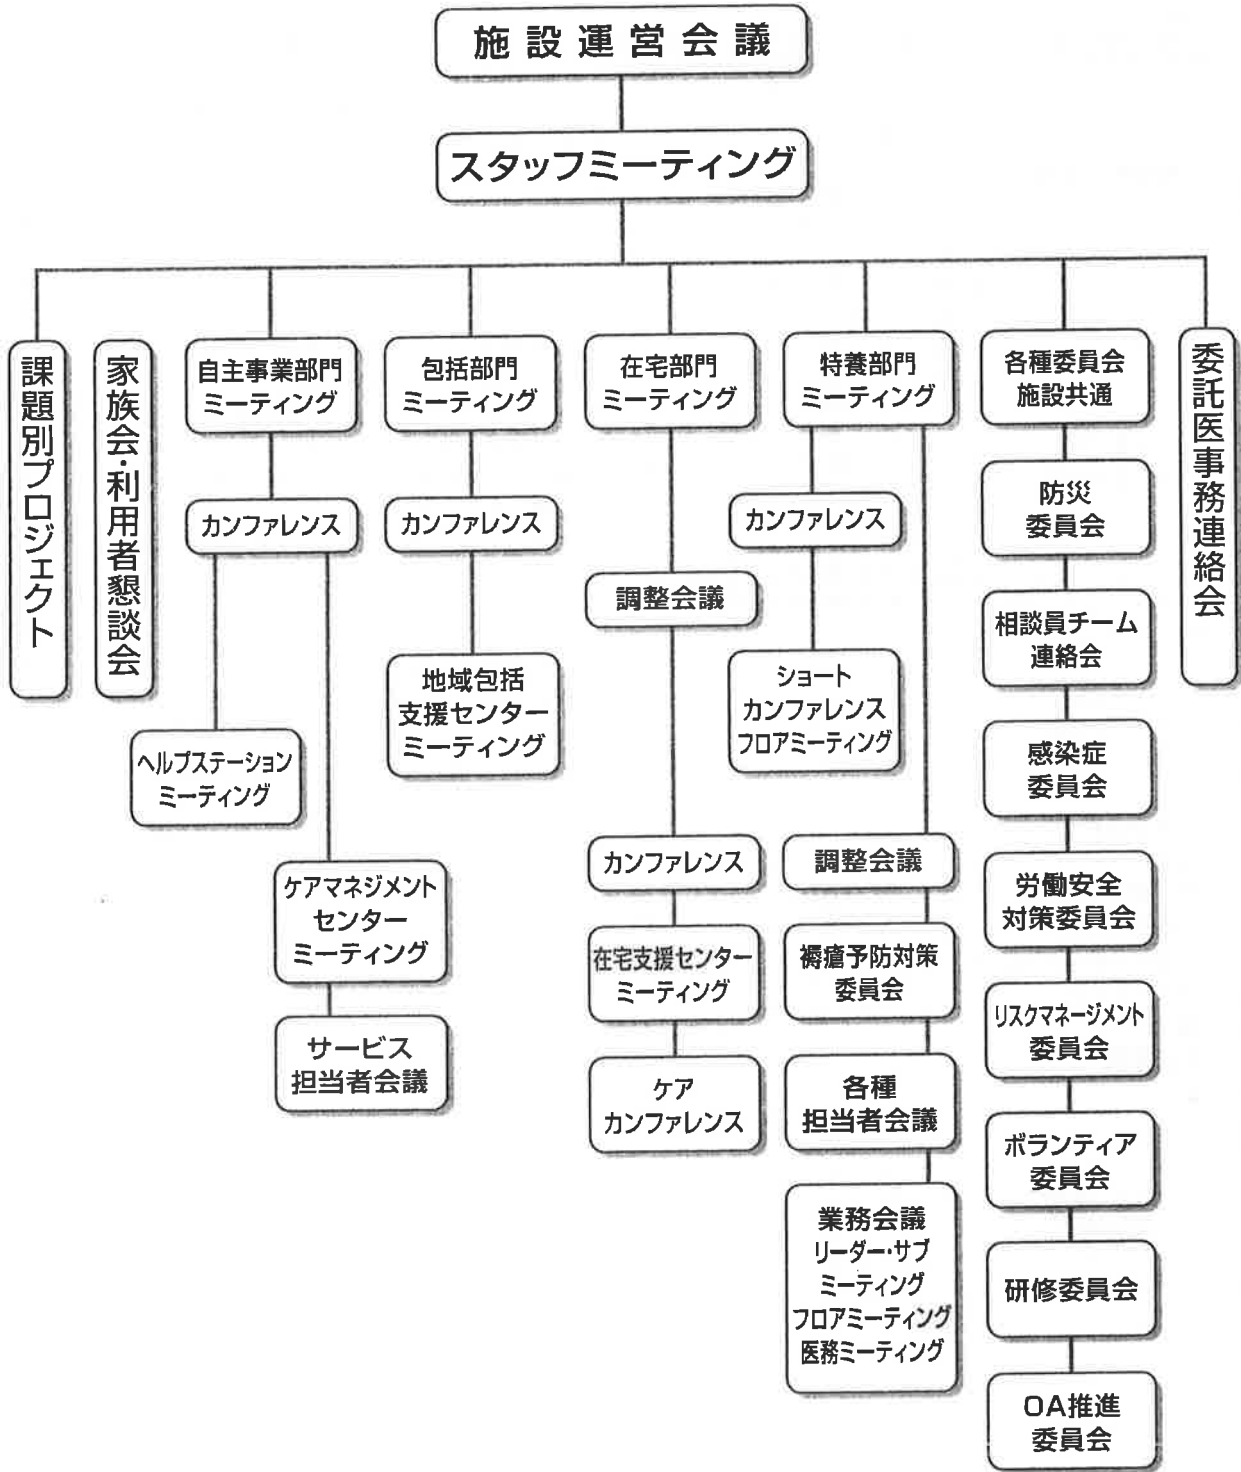 施設運営会議
スタッフミーティング
課題別プロジェクト
家族会・利用者懇談会
自主事業部門
ミーティング
カンファレンス
ヘルプステーション
ミーティング
ケアマネジメント
センター
ミーティング
サービス
担当者会議
包括部門
ミーティング
カンファレンス
地域包括
支援センター
ミーティング
在宅部門
ミーティング
調整会議
カンファレンス
在宅支援センター
ミーティング
ケア
カンファレンス
特養部門
ミーティング
カンファレンス
ショート
カンファレンス
フロアミーティング
調整会議
褥瘡予防対策
委員会
各種
担当者会議
業務会議
リーダー・サブ
ミーティング
フロアミーティング
医務ミーティング
各種委員会
施設共通
防災
委員会
相談員チーム
連絡会
感染症
委員会
労働安全
対策委員会
リスクマネージメント
委員会
ボランティア
委員会
研修委員会
OA推進
委員会
委託医事務連絡会